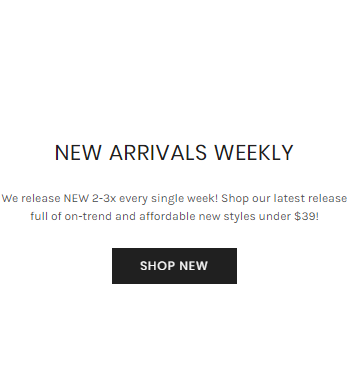 NEW ARRIVALS WEEKLY
We release NEW 2-3x every single week! Shop our latest release
full of on-trend and affordable new styles under $39!
SHOP NEW